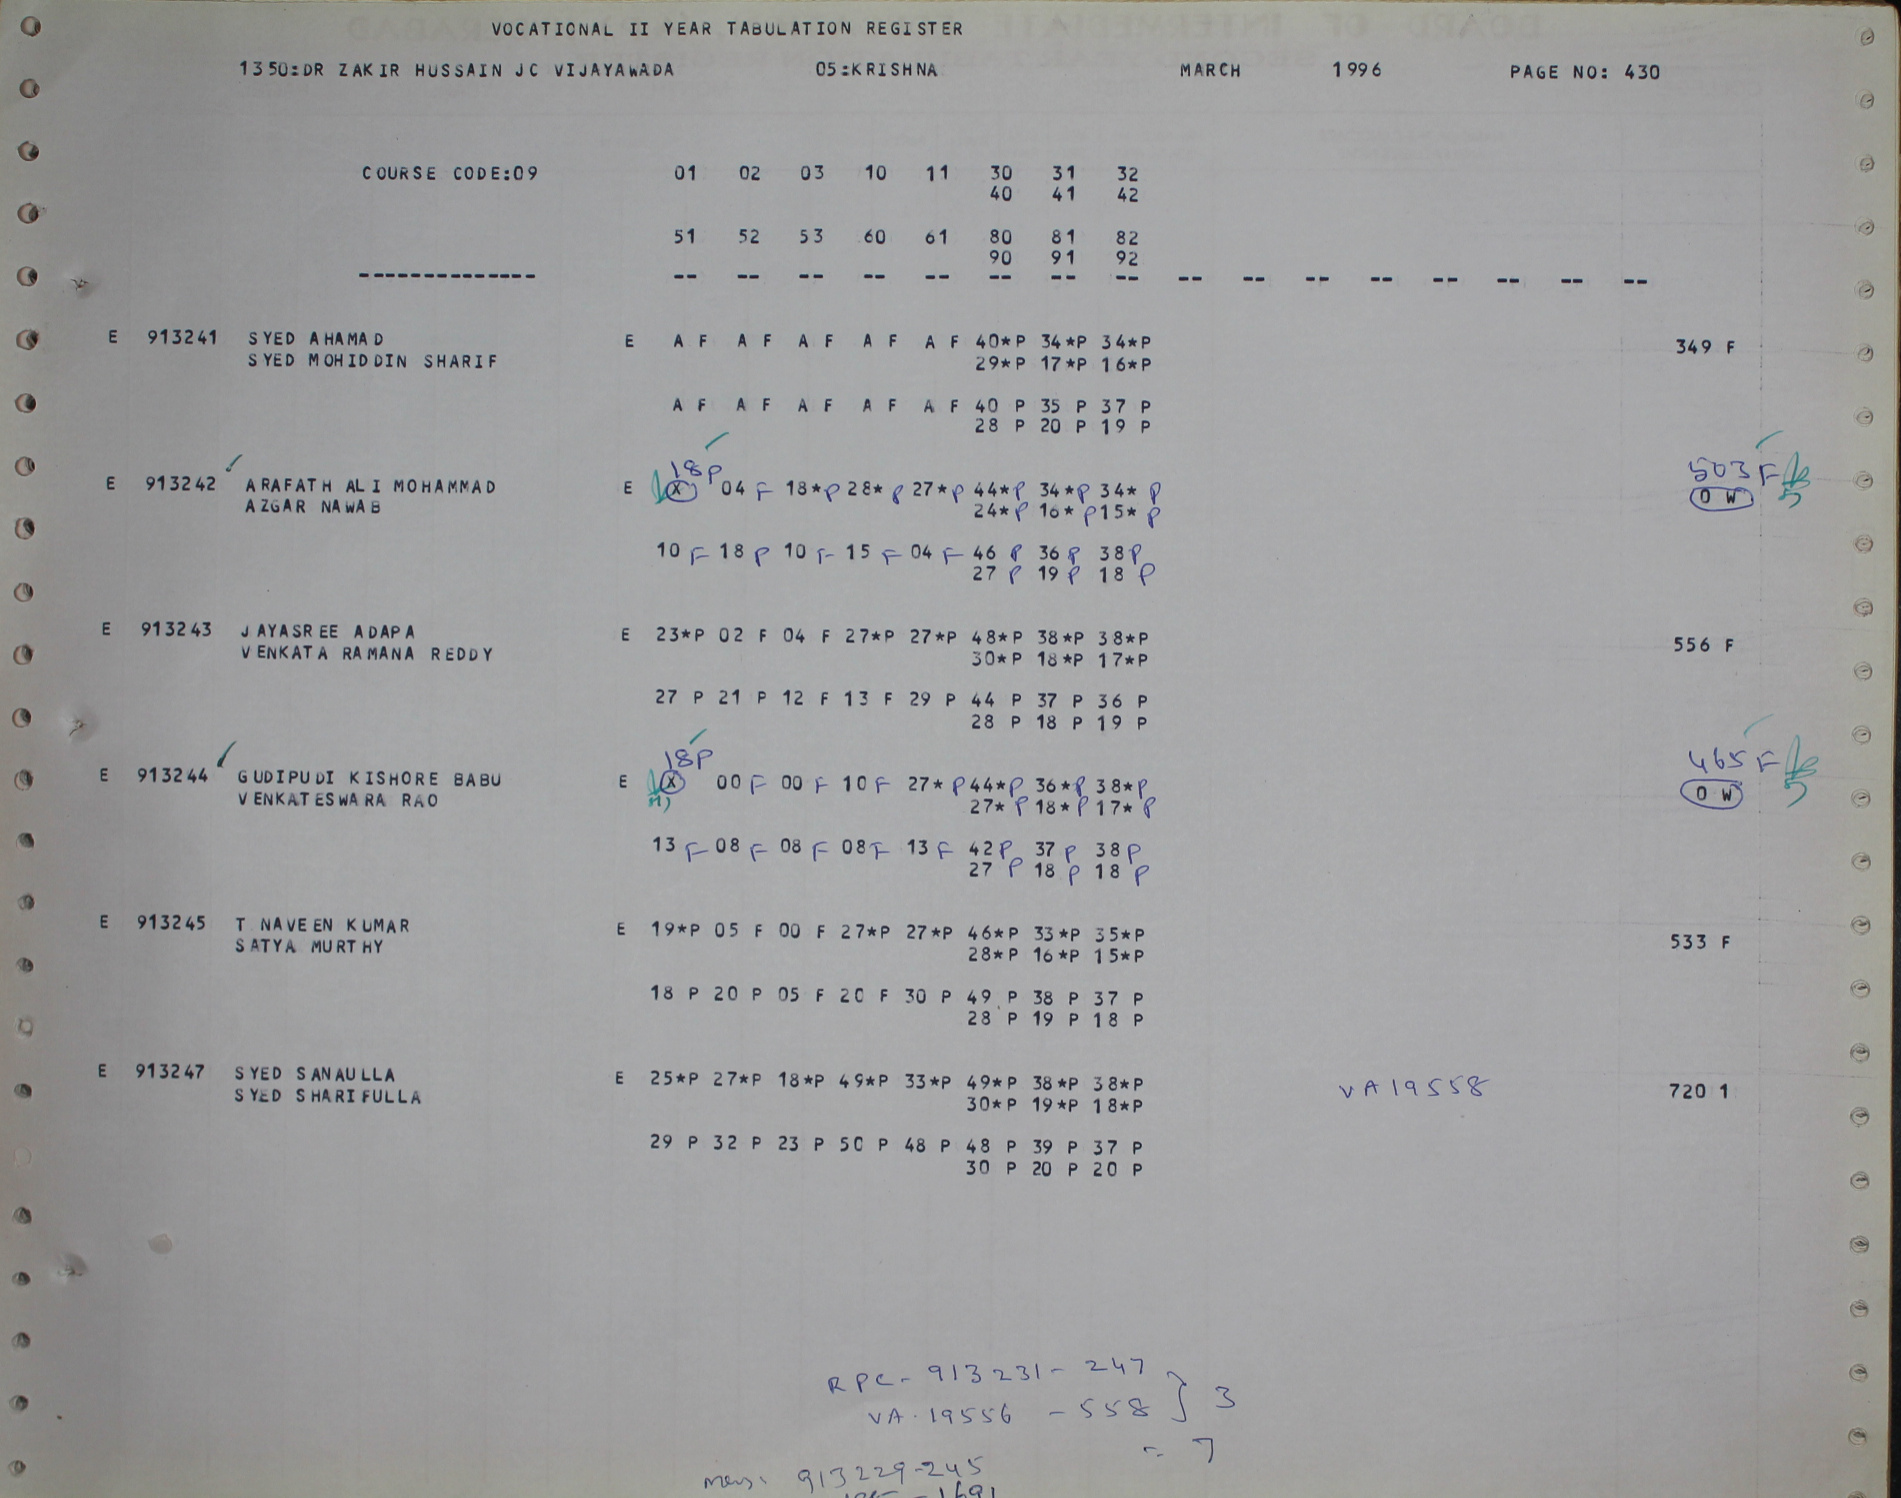 VOCATIONAL II YEAR TABULATION REGISTER
1350:DR ZAKIR HUSSAIN JC VIJAYAWADA 05:KRISHNA MARCH 1996 PAGE NO: 430
COURSE CODE:09 01 02 03 10 11 30 31 32
40 41 42
51 52 53 60 61 80 81 82
90 91 92
-------------- -- -- -- -- -- -- -- -- -- -- -- -- -- -- -- --
E 913241 SYED AHAMAD E A F A F A F A F A F 40*P 34*P 34*P 349 F
SYED MOHIDDIN SHARIF 29*P 17*P 16*P
A F A F A F A F A F 40 P 35 P 37 P
28 P 20 P 19 P
18P 503 F
E 913242 ARAFATH ALI MOHAMMAD E X 04 F 18*P 28*P 27*P 44*P 34*P 34*P O W
AZGAR NAWAB 24*P 16*P 15*P
10 F 18 P 10 F 15 F 04 F 46 P 36 P 38 P
27 P 19 P 18 P
E 913243 JAYASREE ADAPA E 23*P 02 F 04 F 27*P 27*P 48*P 38*P 38*P 556 F
VENKATA RAMANA REDDY 30*P 18*P 17*P
27 P 21 P 12 F 13 F 29 P 44 P 37 P 36 P
28 P 18 P 19 P
18P 465 F
E 913244 GUDIPUDI KISHORE BABU E X 00 F 00 F 10 F 27*P 44*P 36*P 38*P O W
VENKATESWARA RAO 27*P 18*P 17*P
13 F 08 F 08 F 08 F 13 F 42 P 37 P 38 P
27 P 18 P 18 P
E 913245 T NAVEEN KUMAR E 19*P 05 F 00 F 27*P 27*P 46*P 33*P 35*P 533 F
SATYA MURTHY 28*P 16*P 15*P
18 P 20 P 05 F 20 F 30 P 49 P 38 P 37 P
28 P 19 P 18 P
E 913247 SYED SANAULLA E 25*P 27*P 18*P 49*P 33*P 49*P 38*P 38*P VA19558 720 1
SYED SHARIFULLA 30*P 19*P 18*P
29 P 32 P 23 P 50 P 48 P 48 P 39 P 37 P
30 P 20 P 20 P
RPC- 913231- 247
VA.19556 - 558 } 3
= 7
913229-245
-1691